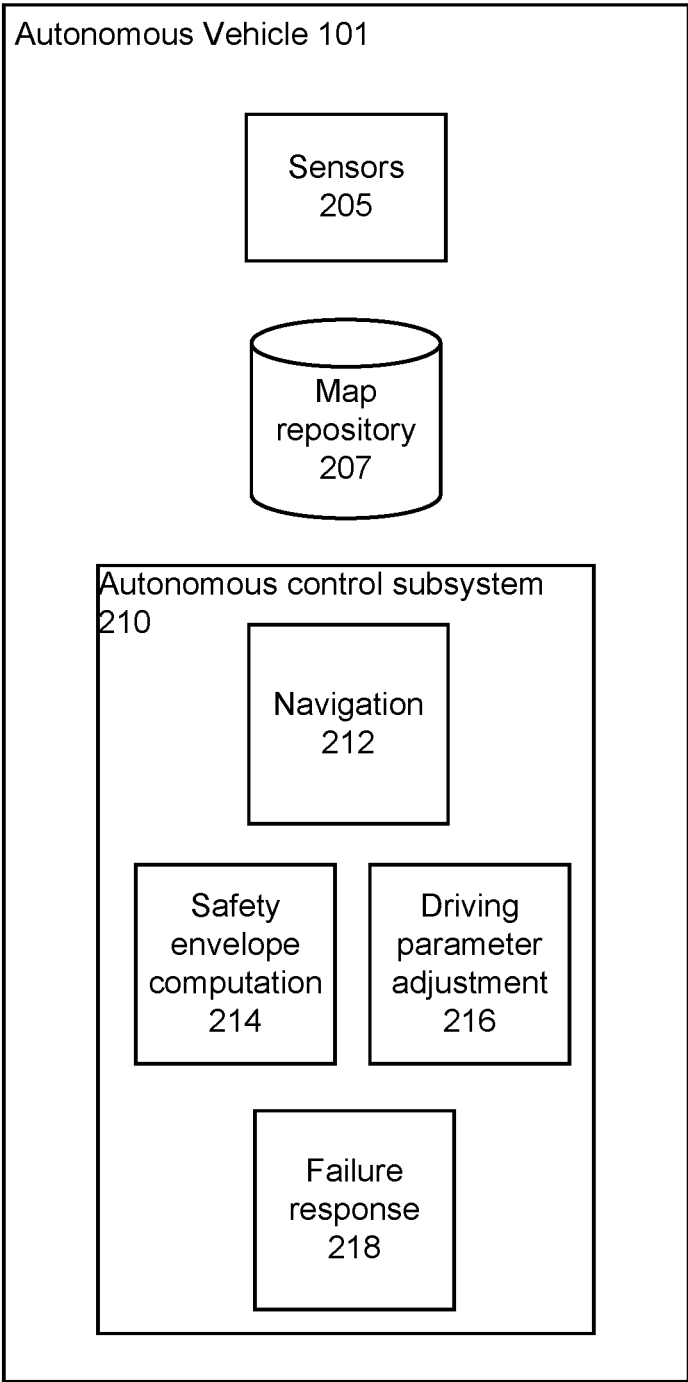 Autonomous Vehicle 101
Sensors
205
Map
repository
207
Autonomous control subsystem
210
Navigation
212
Safety
envelope
computation
214
Driving
parameter
adjustment
216
Failure
response
218